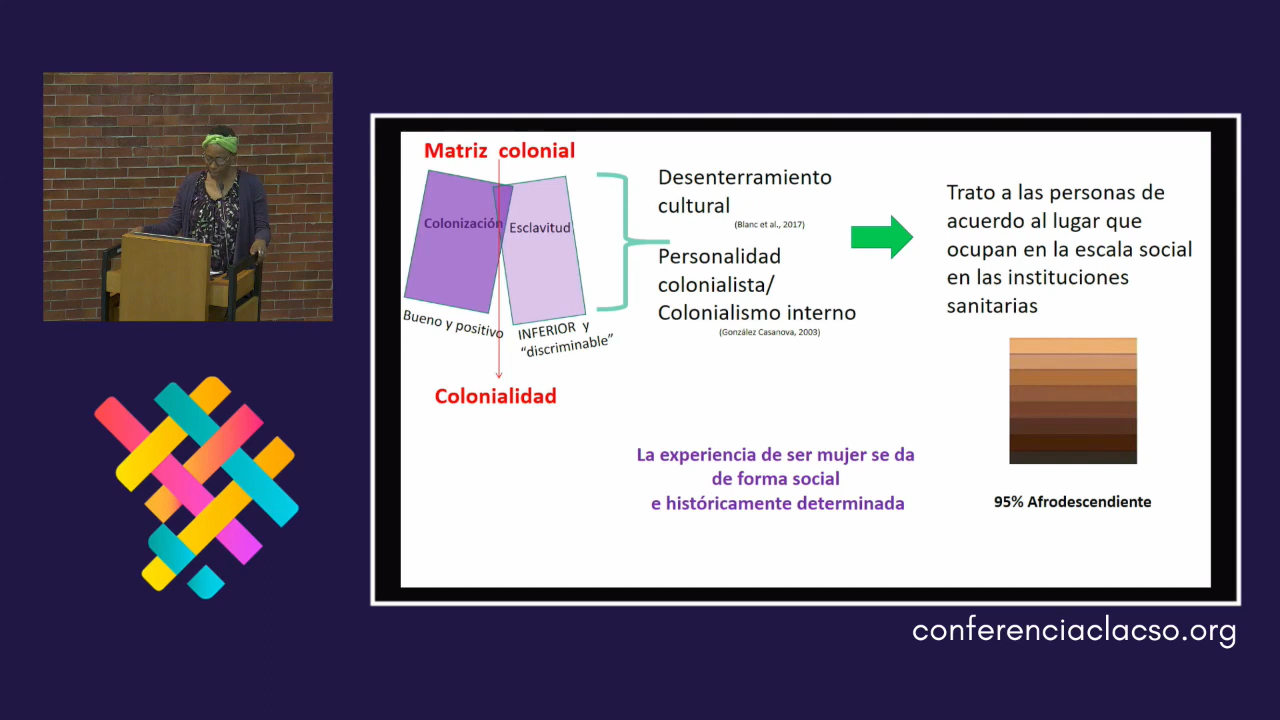 Matriz colonial
Colonización
Esclavitud
Bueno y positivo
INFERIOR y
“discriminable”
Colonialidad
Desenterramiento
cultural
(Blanc et al., 2017)
Personalidad
colonialista/
Colonialismo interno
(González Casanova, 2003)
Trato a las personas de
acuerdo al lugar que
ocupan en la escala social
en las instituciones
sanitarias
95% Afrodescendiente
La experiencia de ser mujer se da
de forma social
e históricamente determinada
conferenciaclacso.org